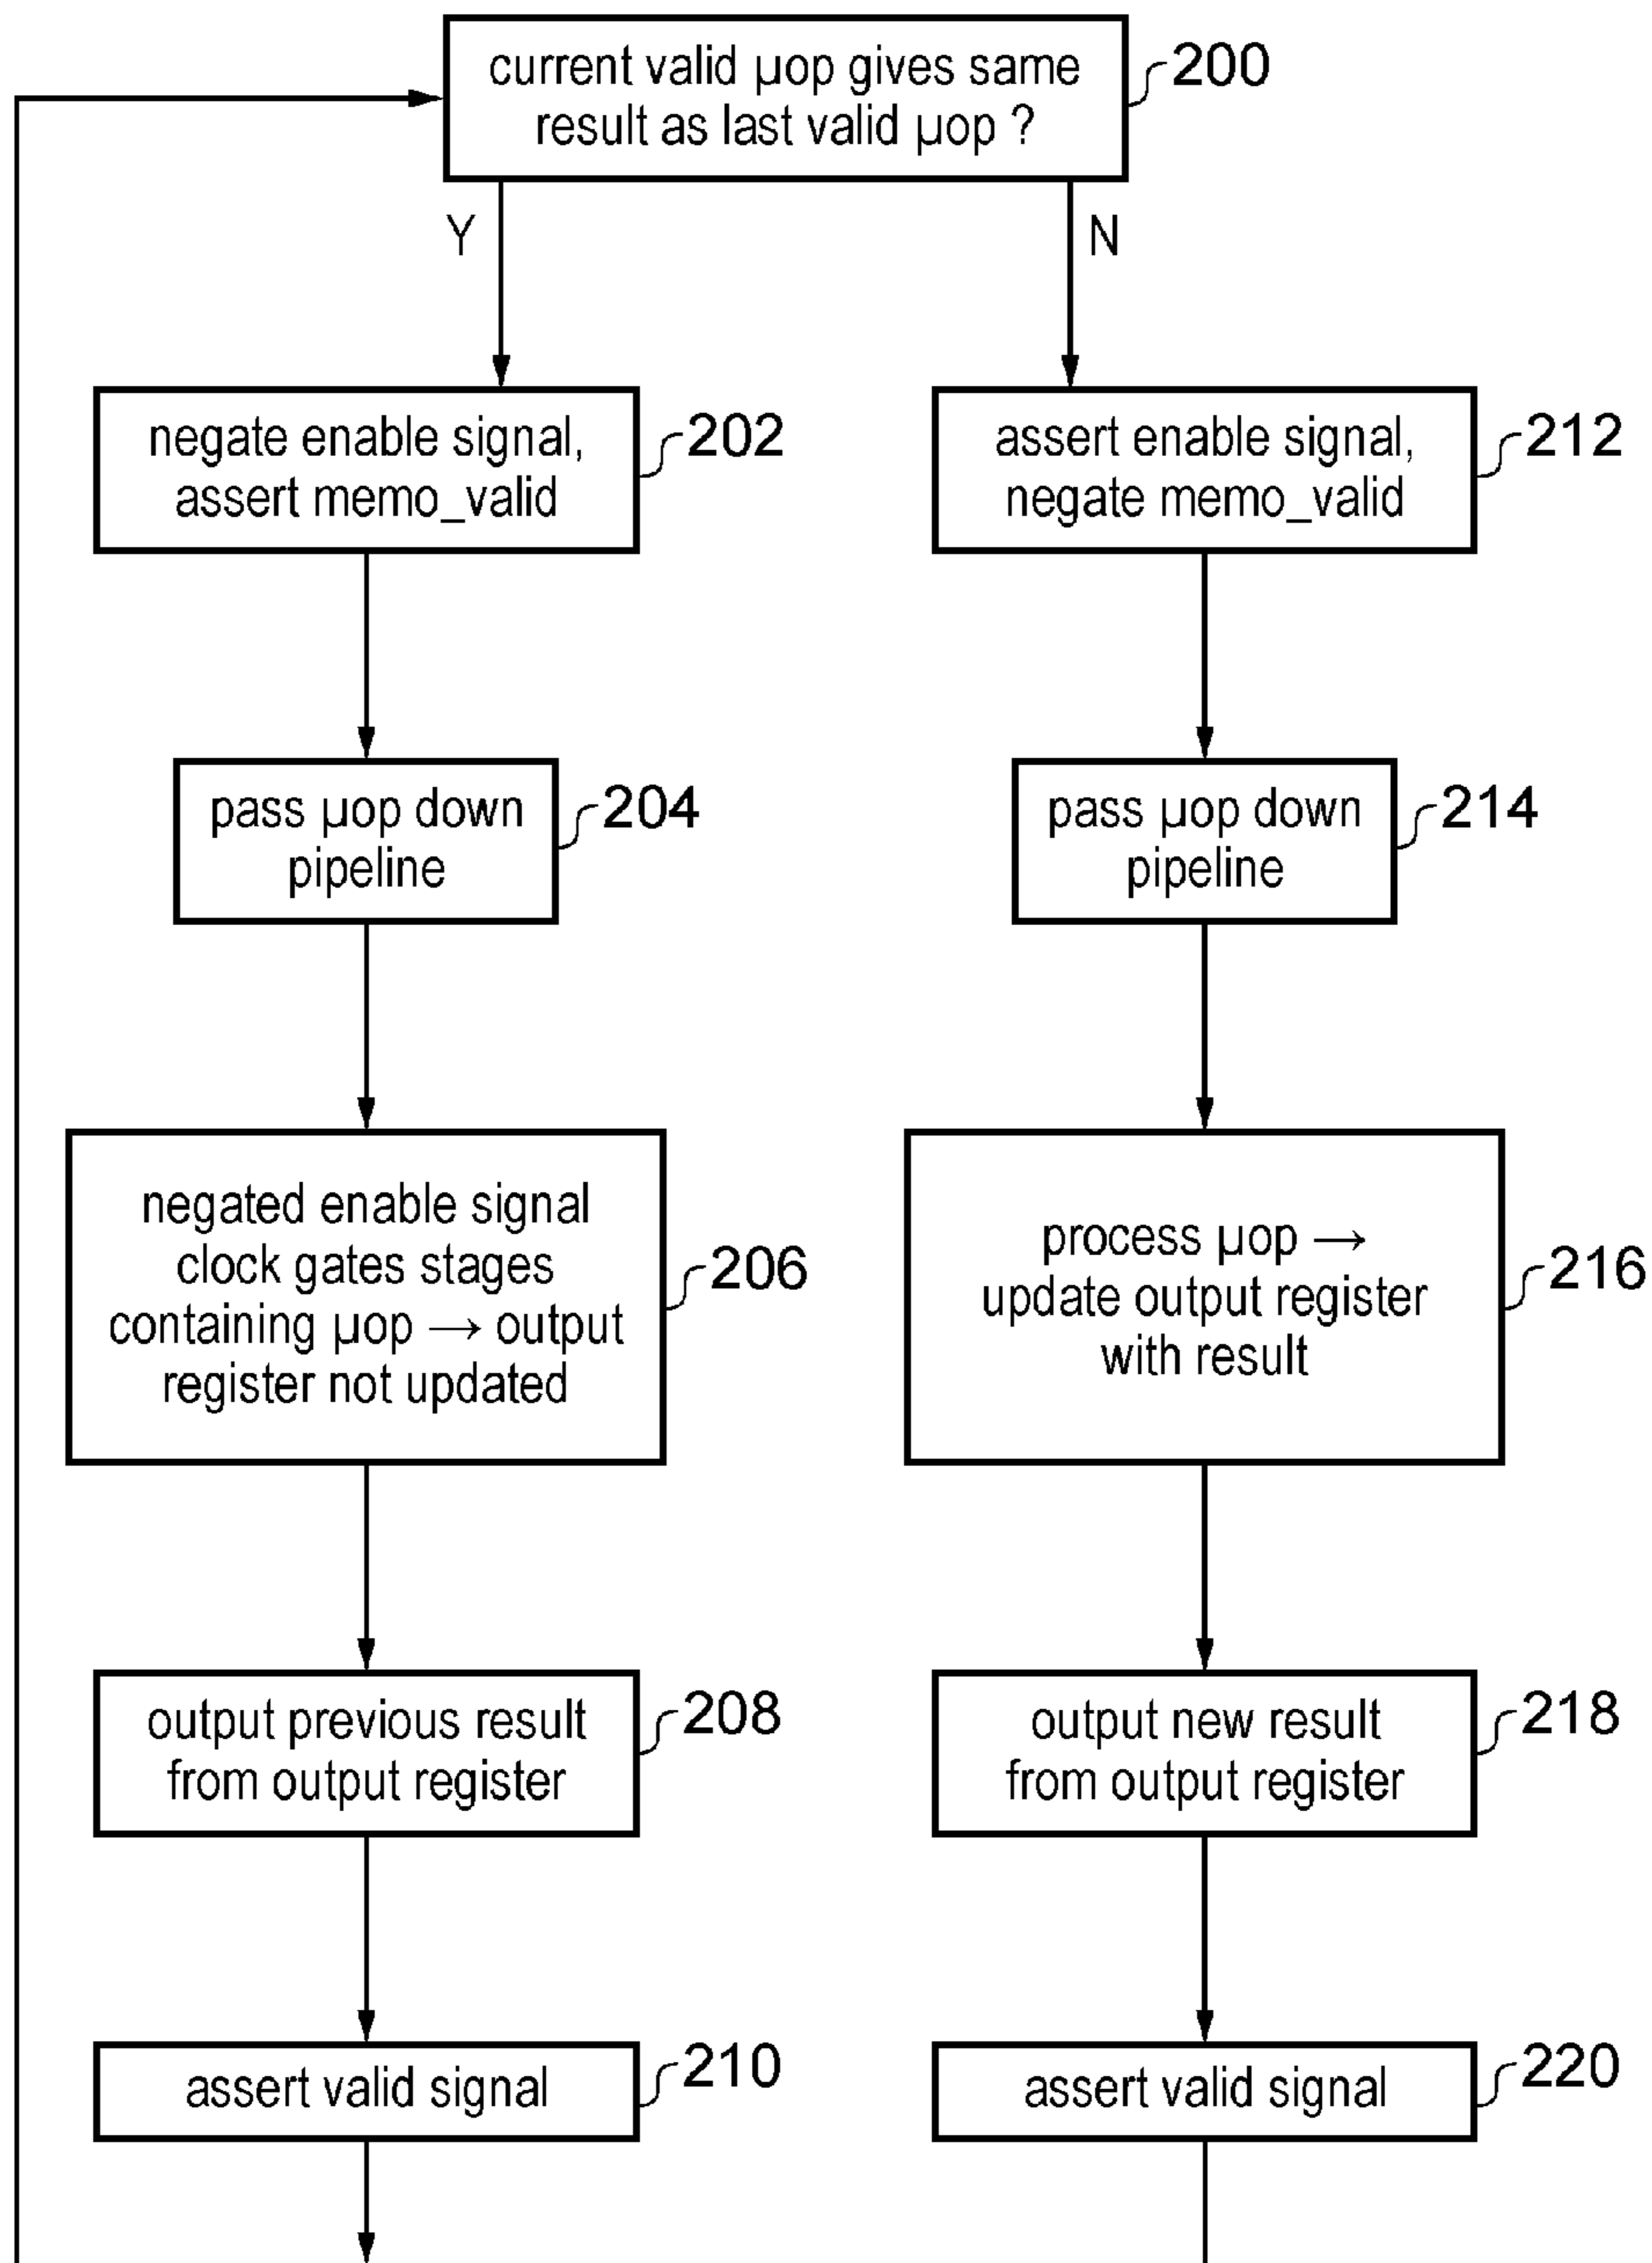 current valid µop gives same
result as last valid µop ?
200
Y
N
negate enable signal,
assert memo_valid
202
assert enable signal,
negate memo_valid
212
pass µop down
pipeline
204
pass µop down
pipeline
214
negated enable signal
clock gates stages
containing µop → output
register not updated
206
process µop →
update output register
with result
216
output previous result
from output register
208
output new result
from output register
218
assert valid signal
210
assert valid signal
220